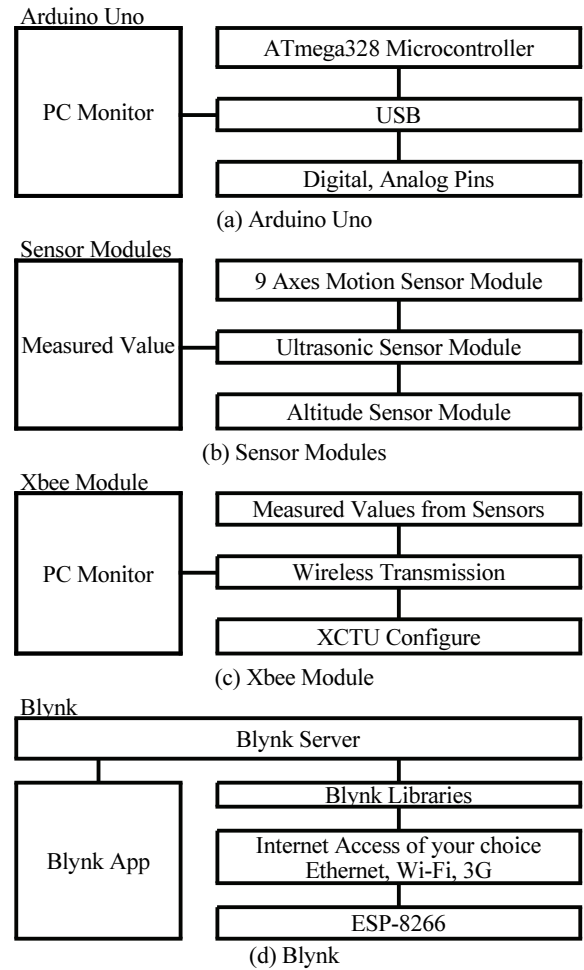 Arduino Uno
PC Monitor
ATmega328 Microcontroller
USB
Digital, Analog Pins
(a) Arduino Uno
Sensor Modules
Measured Value
9 Axes Motion Sensor Module
Ultrasonic Sensor Module
Altitude Sensor Module
(b) Sensor Modules
Xbee Module
PC Monitor
Measured Values from Sensors
Wireless Transmission
XCTU Configure
(c) Xbee Module
Blynk
Blynk Server
Blynk App
Blynk Libraries
Internet Access of your choice
Ethernet, Wi-Fi, 3G
ESP-8266
(d) Blynk